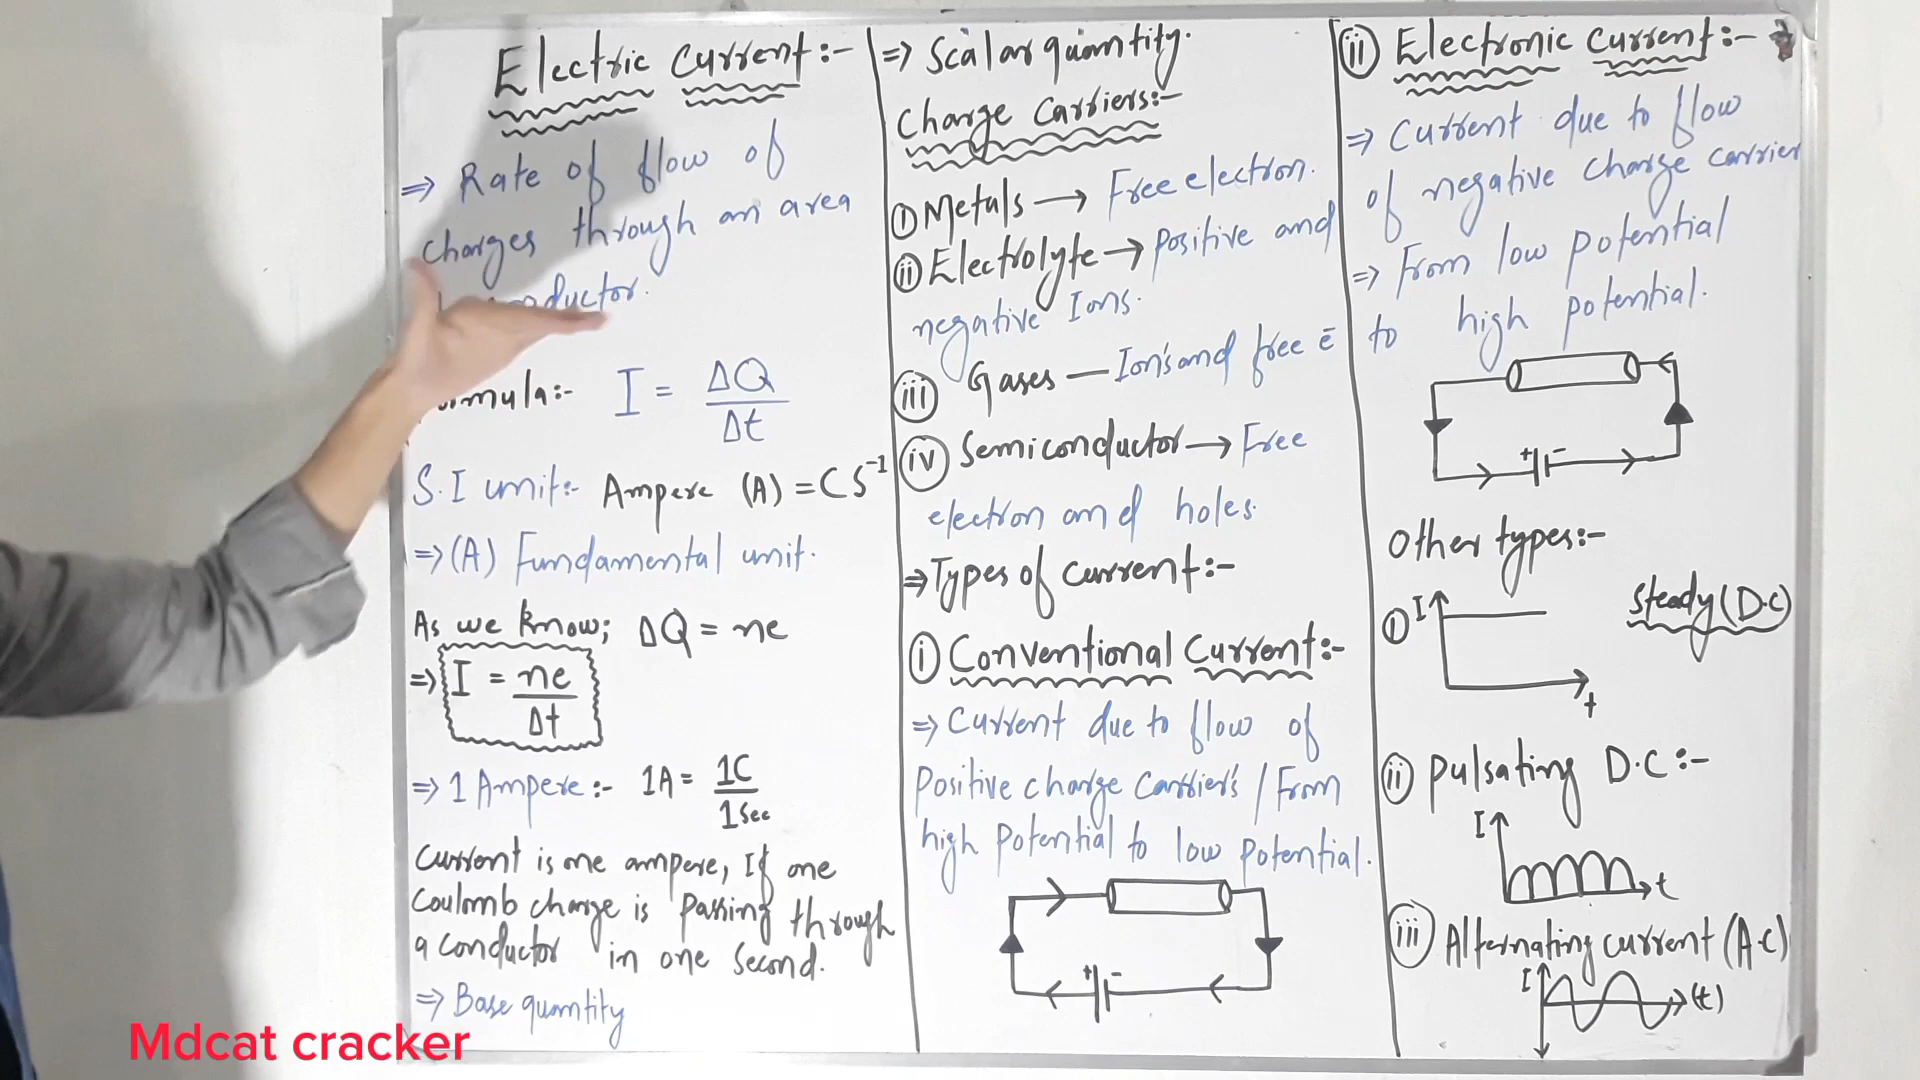 Electric Current:-
⇒ Rate of flow of
charges through an area
conductor.
Formula:- I = ΔQ/Δt
S.I unit:- Ampere (A) = CS⁻¹
⇒ (A) Fundamental unit.
As we know; ΔQ = ne
⇒ I = ne/Δt
⇒ 1 Ampere:- 1A = 1C/1Sec
Current is one ampere, If one
Coulomb charge is passing through
a conductor in one second.
⇒ Base quantity
⇒ Scalar quantity.
Charge Carriers:-
(i) Metals → Free electron.
(ii) Electrolyte → Positive and
negative Ions.
(iii) Gases — Ion's and free ē
(iv) Semiconductor → Free
electron and holes.
⇒ Types of current:-
(i) Conventional Current:-
⇒ Current due to flow of
Positive charge Carrier's / From
high Potential to low Potential.
+ -
(ii) Electronic Current:-
⇒ Current due to flow
of negative charge carrier
⇒ From low potential
to high potential.
+ -
Other types:-
(i) I t Steady (D.C)
(ii) Pulsating D.C:-
I t
(iii) Alternating current (A.C)
I (t)
Mdcat cracker